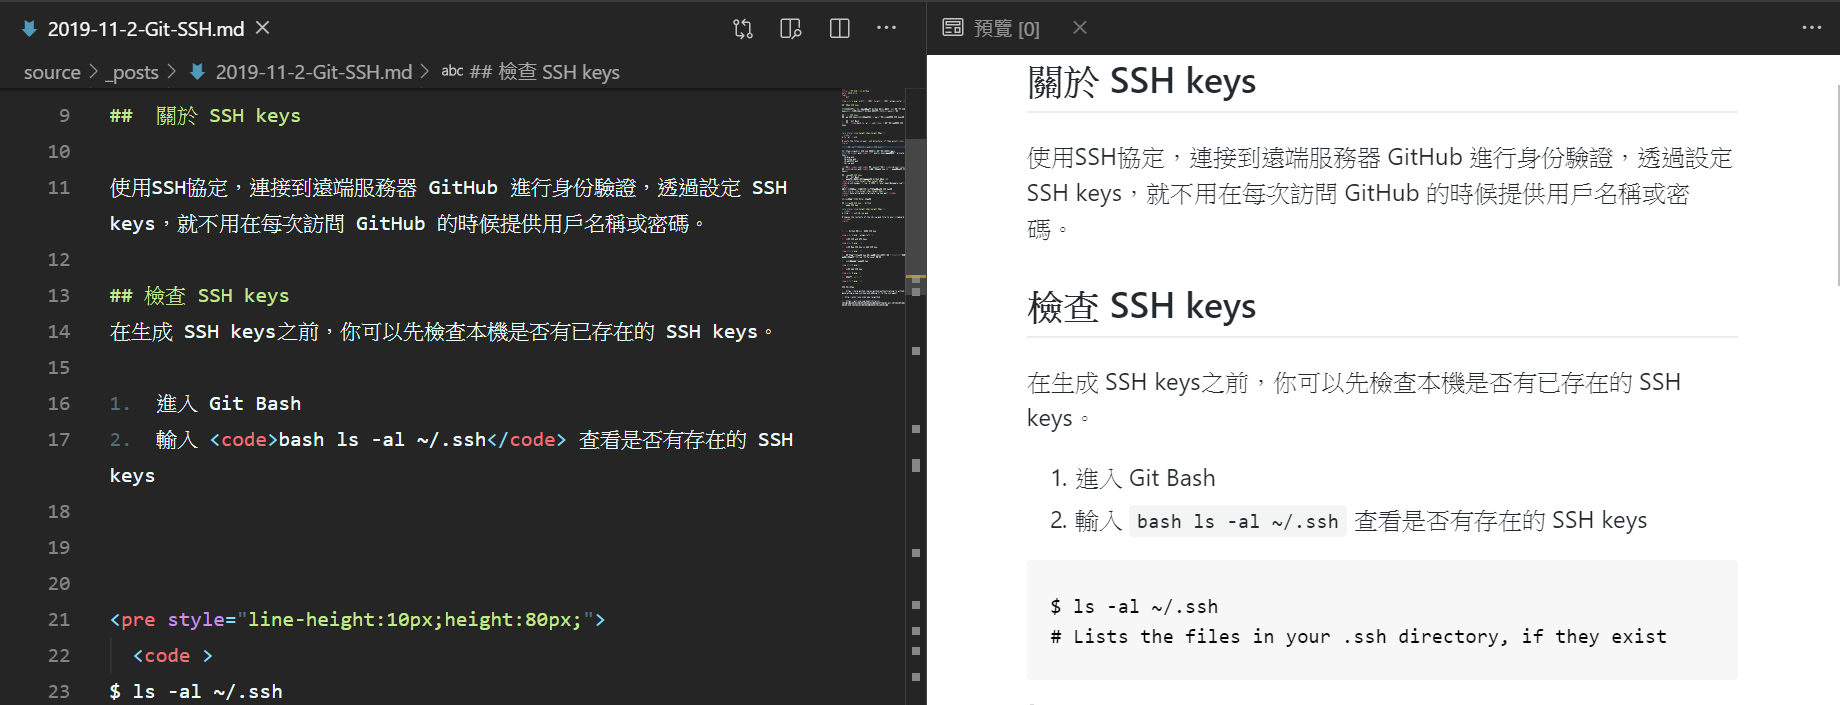 2019-11-2-Git-SSH.md
source > _posts > 2019-11-2-Git-SSH.md > abc ## 檢查 SSH keys
9 ##  關於 SSH keys
10
11 使用SSH協定，連接到遠端服務器 GitHub 進行身份驗證，透過設定 SSH
keys，就不用在每次訪問 GitHub 的時候提供用戶名稱或密碼。
12
13 ## 檢查 SSH keys
14 在生成 SSH keys之前，你可以先檢查本機是否有已存在的 SSH keys。
15
16 1.  進入 Git Bash
17 2.  輸入 <code>bash ls -al ~/.ssh</code> 查看是否有存在的 SSH
keys
18
19
20
21 <pre style="line-height:10px;height:80px;">
22   <code >
23 $ ls -al ~/.ssh
預覽 [0]
關於 SSH keys
使用SSH協定，連接到遠端服務器 GitHub 進行身份驗證，透過設定
SSH keys，就不用在每次訪問 GitHub 的時候提供用戶名稱或密
碼。
檢查 SSH keys
在生成 SSH keys之前，你可以先檢查本機是否有已存在的 SSH
keys。
1. 進入 Git Bash
2. 輸入 bash ls -al ~/.ssh 查看是否有存在的 SSH keys
$ ls -al ~/.ssh
# Lists the files in your .ssh directory, if they exist